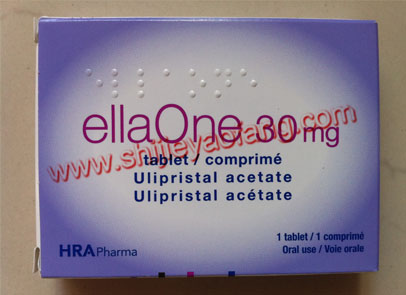 ellaOne 30 mg
www.shijieyaofang.com
tablet / comprimé
Ulipristal acetate
Ulipristal acétate
1 tablet / 1 comprimé
HRA Pharma
Oral use / Voie orale